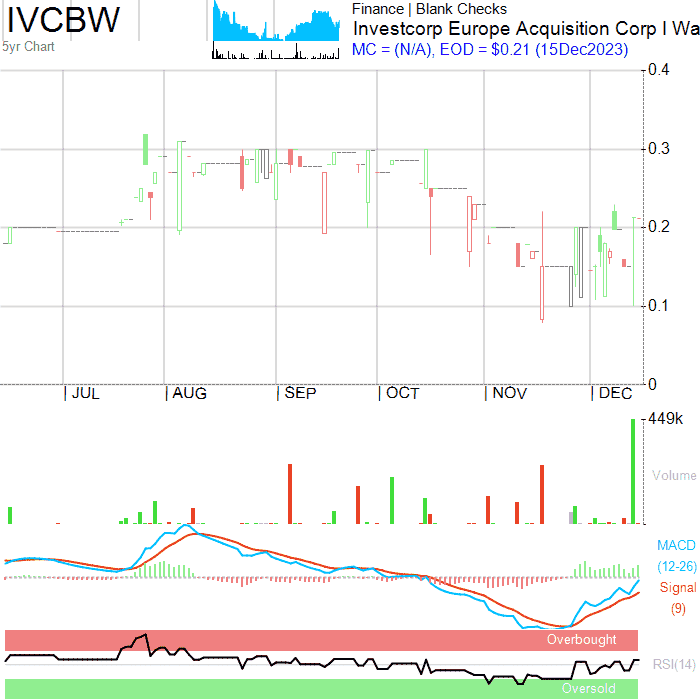 IVCBW
5yr Chart
Finance | Blank Checks
Investcorp Europe Acquisition Corp I Wa
MC = (N/A), EOD = $0.21 (15Dec2023)
0.4
0.3
0.2
0.1
0
| JUL | AUG | SEP | OCT | NOV | DEC
449k
Volume
MACD
(12-26)
Signal
(9)
Overbought
RSI(14)
Oversold